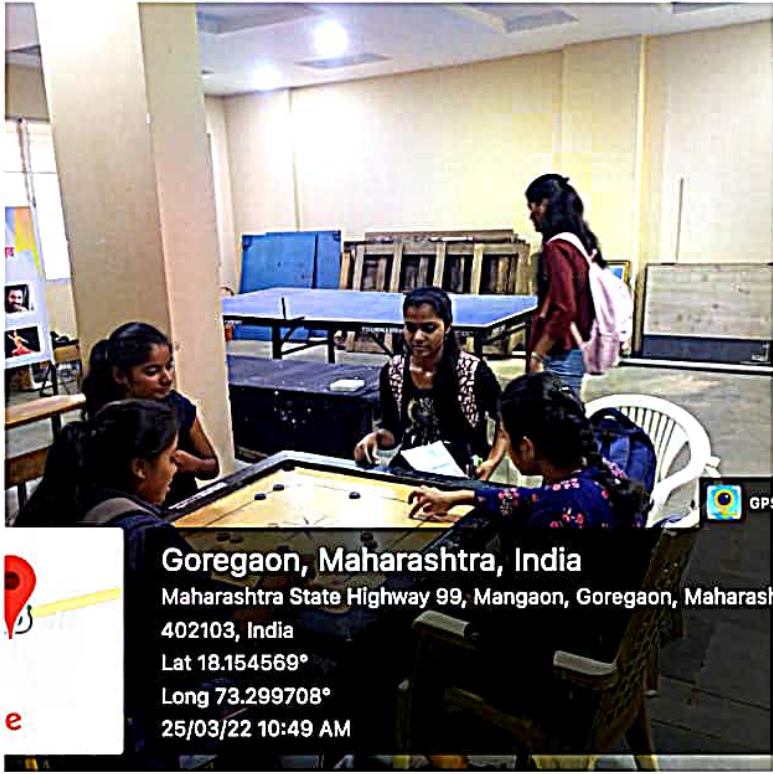 GPS
Goregaon, Maharashtra, India
Maharashtra State Highway 99, Mangaon, Goregaon, Maharash
402103, India
Lat 18.154569°
Long 73.299708°
25/03/22 10:49 AM
e